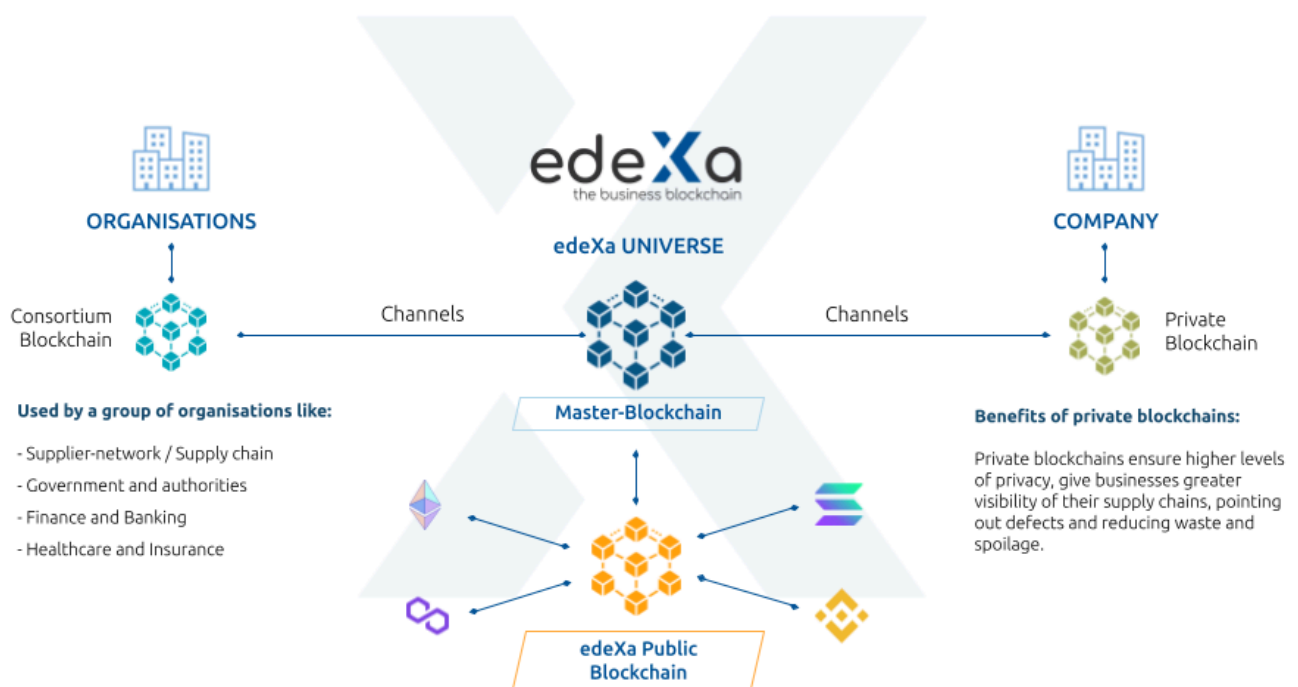 edeXa
the business blockchain
edeXa UNIVERSE
ORGANISATIONS
COMPANY
Consortium
Blockchain
Channels
Channels
Private
Blockchain
Master-Blockchain
Used by a group of organisations like:
- Supplier-network / Supply chain
- Government and authorities
- Finance and Banking
- Healthcare and Insurance
Benefits of private blockchains:
Private blockchains ensure higher levels
of privacy, give businesses greater
visibility of their supply chains, pointing
out defects and reducing waste and
spoilage.
edeXa Public
Blockchain